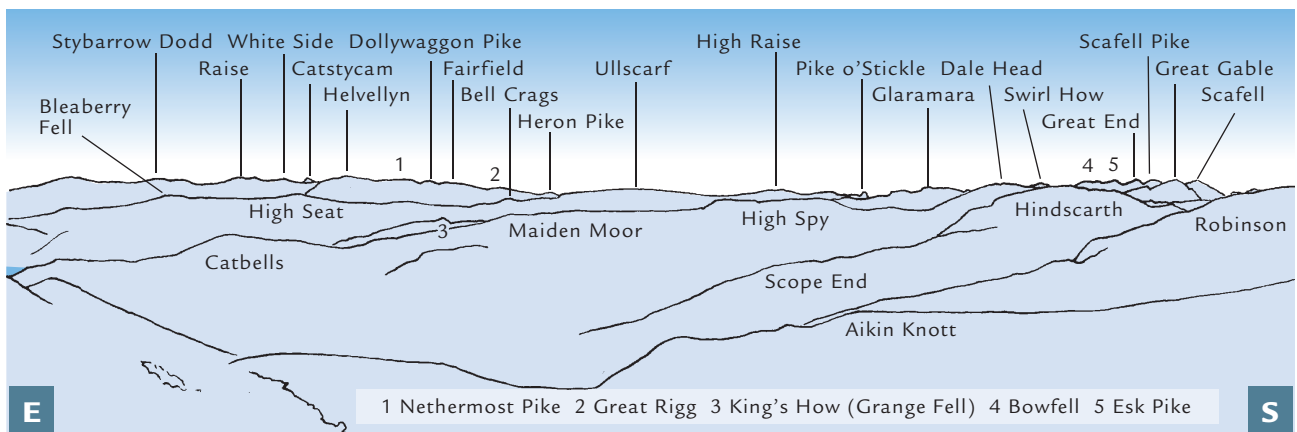 Stybarrow Dodd White Side Dollywaggon Pike High Raise Scafell Pike
Raise Catstycam Fairfield Ullscarf Pike o'Stickle Dale Head Great Gable
Bleaberry
Fell
Helvellyn Bell Crags Glaramara Swirl How Scafell
Heron Pike Great End
1 2 4 5
High Seat 3 Maiden Moor High Spy Hindscarth Robinson
Catbells Scope End
Aikin Knott
E 1 Nethermost Pike 2 Great Rigg 3 King's How (Grange Fell) 4 Bowfell 5 Esk Pike S